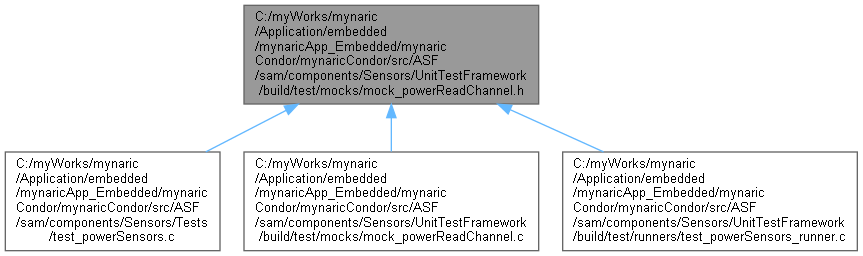 C:/myWorks/mynaric
/Application/embedded
/mynaricApp_Embedded/mynaric
Condor/mynaricCondor/src/ASF
/sam/components/Sensors/UnitTestFramework
/build/test/mocks/mock_powerReadChannel.h
C:/myWorks/mynaric
/Application/embedded
/mynaricApp_Embedded/mynaric
Condor/mynaricCondor/src/ASF
/sam/components/Sensors/Tests
/test_powerSensors.c
C:/myWorks/mynaric
/Application/embedded
/mynaricApp_Embedded/mynaric
Condor/mynaricCondor/src/ASF
/sam/components/Sensors/UnitTestFramework
/build/test/mocks/mock_powerReadChannel.c
C:/myWorks/mynaric
/Application/embedded
/mynaricApp_Embedded/mynaric
Condor/mynaricCondor/src/ASF
/sam/components/Sensors/UnitTestFramework
/build/test/runners/test_powerSensors_runner.c